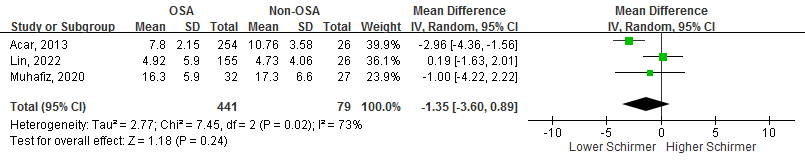 OSA Non-OSA Mean Difference Mean Difference
Study or Subgroup Mean SD Total Mean SD Total Weight IV, Random, 95% CI IV, Random, 95% CI
Acar, 2013 7.8 2.15 254 10.76 3.58 26 39.9% -2.96 [-4.36, -1.56]
Lin, 2022 4.92 5.9 155 4.73 4.06 26 36.1% 0.19 [-1.63, 2.01]
Muhafiz, 2020 16.3 5.9 32 17.3 6.6 27 23.9% -1.00 [-4.22, 2.22]
Total (95% CI) 441 79 100.0% -1.35 [-3.60, 0.89]
Heterogeneity: Tau² = 2.77; Chi² = 7.45, df = 2 (P = 0.02); I² = 73%
Test for overall effect: Z = 1.18 (P = 0.24)
-10 -5 0 5 10
Lower Schirmer Higher Schirmer